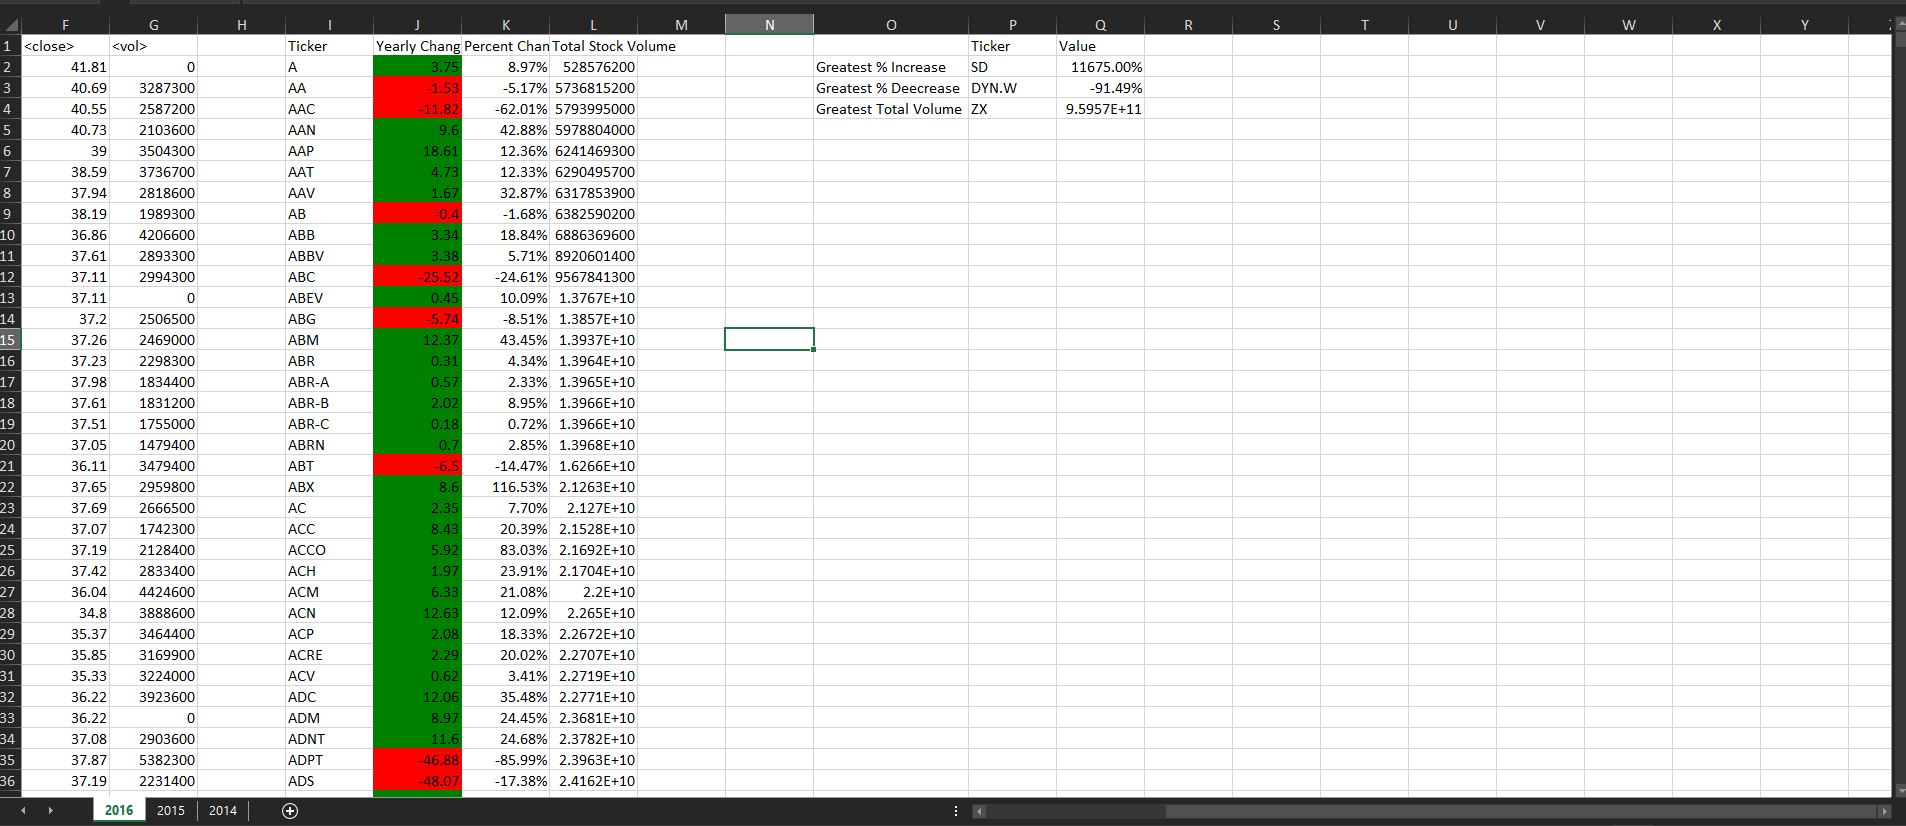 F G H I J K L M N O P Q R S T U V W X Y
1 <close> <vol> Ticker Yearly Chang Percent Chan Total Stock Volume Ticker Value
2 41.81 0 A 3.75 8.97% 528576200 Greatest % Increase SD 11675.00%
3 40.69 3287300 AA -1.53 -5.17% 5736815200 Greatest % Deecrease DYN.W -91.49%
4 40.55 2587200 AAC -11.82 -62.01% 5793995000 Greatest Total Volume ZX 9.5957E+11
5 40.73 2103600 AAN 9.6 42.88% 5978804000
6 39 3504300 AAP 18.61 12.36% 6241469300
7 38.59 3736700 AAT 4.73 12.33% 6290495700
8 37.94 2818600 AAV 1.67 32.87% 6317853900
9 38.19 1989300 AB -0.4 -1.68% 6382590200
10 36.86 4206600 ABB 3.34 18.84% 6886369600
11 37.61 2893300 ABBV 3.38 5.71% 8920601400
12 37.11 2994300 ABC -25.52 -24.61% 9567841300
13 37.11 0 ABEV 0.45 10.09% 1.3767E+10
14 37.2 2506500 ABG -5.74 -8.51% 1.3857E+10
15 37.26 2469000 ABM 12.37 43.45% 1.3937E+10
16 37.23 2298300 ABR 0.31 4.34% 1.3964E+10
17 37.98 1834400 ABR-A 0.57 2.33% 1.3965E+10
18 37.61 1831200 ABR-B 2.02 8.95% 1.3966E+10
19 37.51 1755000 ABR-C 0.18 0.72% 1.3966E+10
20 37.05 1479400 ABRN 0.7 2.85% 1.3968E+10
21 36.11 3479400 ABT -6.5 -14.47% 1.6266E+10
22 37.65 2959800 ABX 8.6 116.53% 2.1263E+10
23 37.69 2666500 AC 2.35 7.70% 2.127E+10
24 37.07 1742300 ACC 8.43 20.39% 2.1528E+10
25 37.19 2128400 ACCO 5.92 83.03% 2.1692E+10
26 37.42 2833400 ACH 1.97 23.91% 2.1704E+10
27 36.04 4424600 ACM 6.33 21.08% 2.2E+10
28 34.8 3888600 ACN 12.63 12.09% 2.265E+10
29 35.37 3464400 ACP 2.08 18.33% 2.2672E+10
30 35.85 3169900 ACRE 2.29 20.02% 2.2707E+10
31 35.33 3224000 ACV 0.62 3.41% 2.2719E+10
32 36.22 3923600 ADC 12.06 35.48% 2.2771E+10
33 36.22 0 ADM 8.97 24.45% 2.3681E+10
34 37.08 2903600 ADNT 11.6 24.68% 2.3782E+10
35 37.87 5382300 ADPT -46.88 -85.99% 2.3963E+10
36 37.19 2231400 ADS -48.07 -17.38% 2.4162E+10
2016 2015 2014